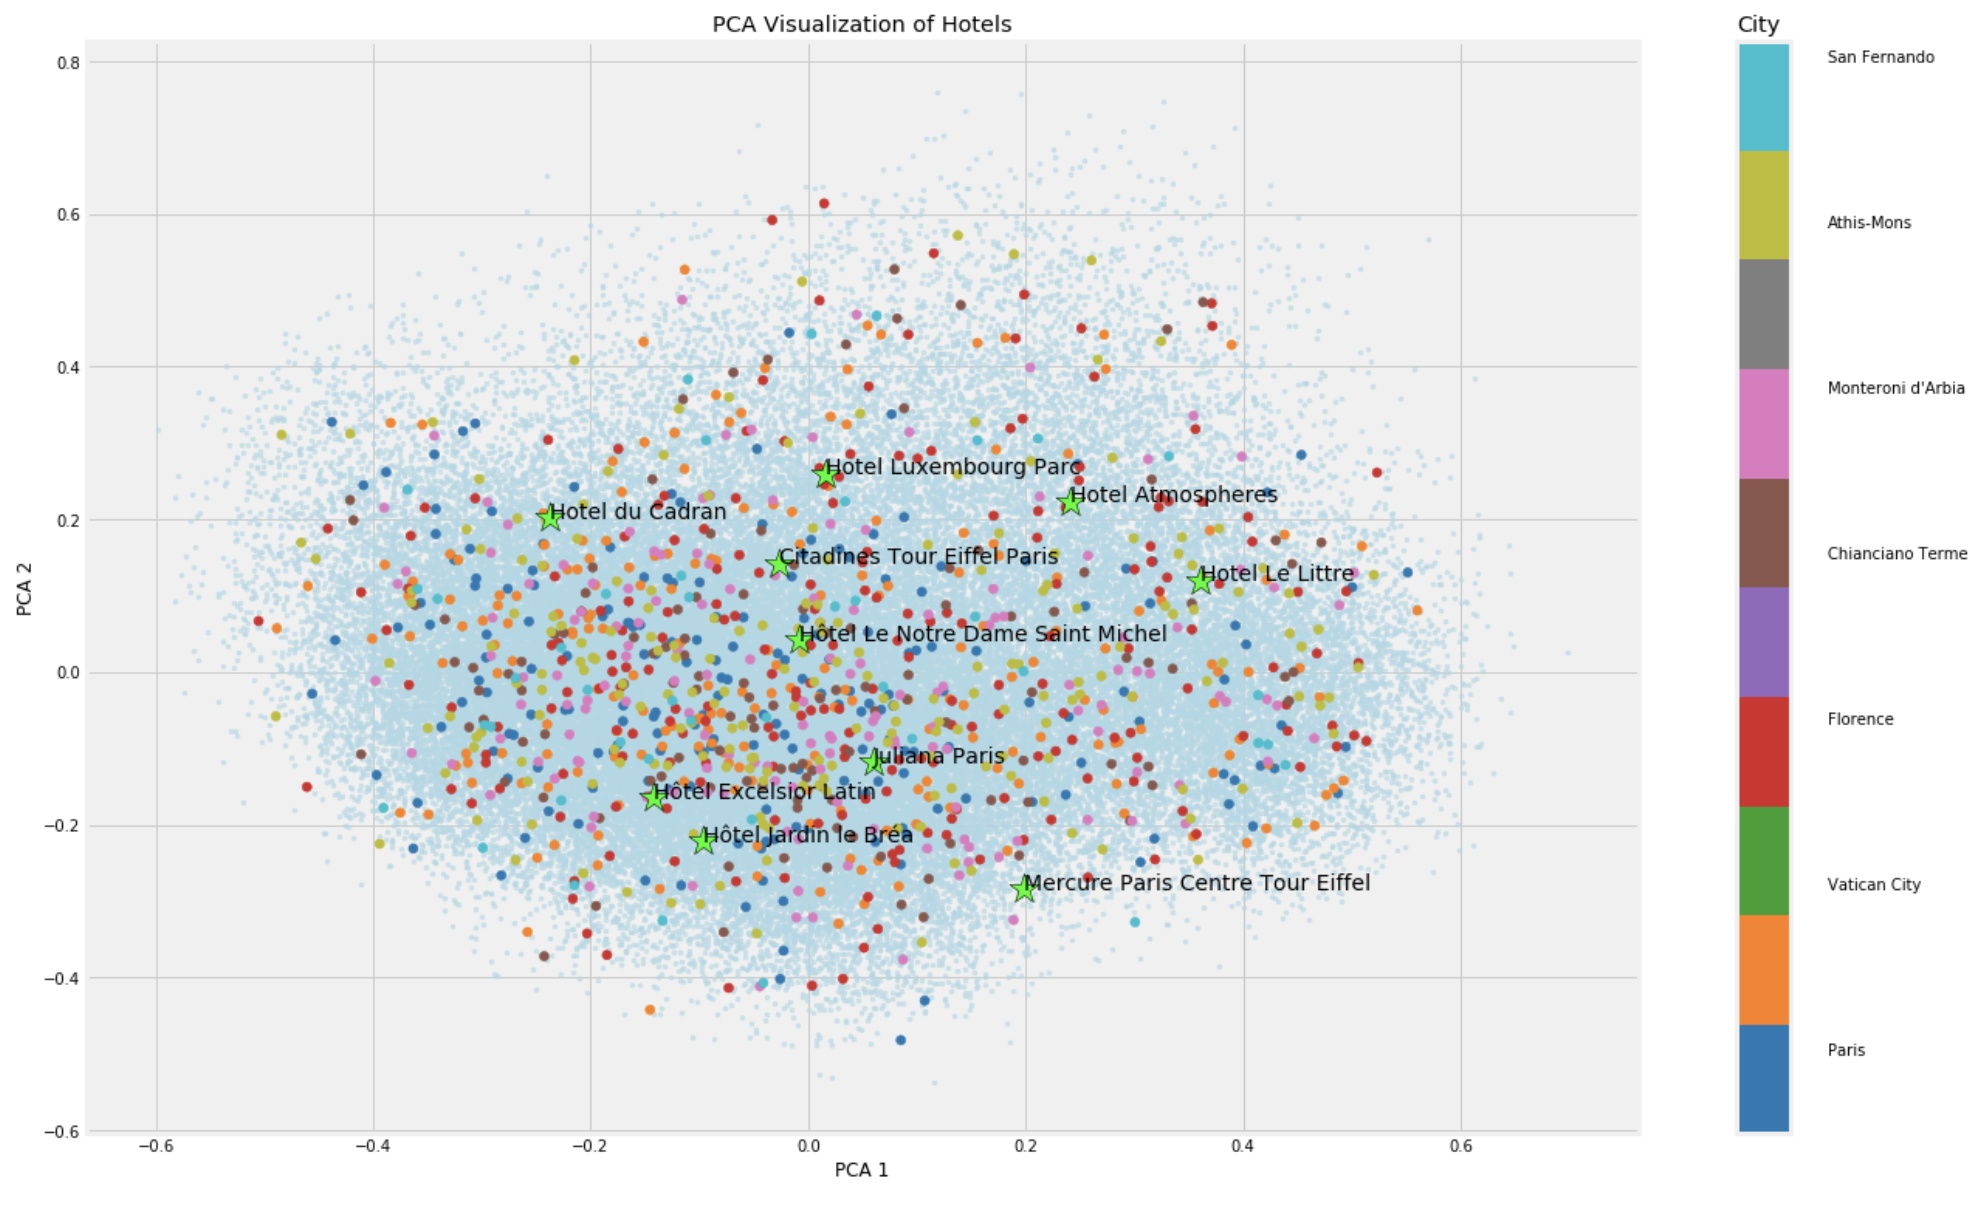 PCA Visualization of Hotels
City
0.8
0.6
0.4
0.2
0.0
−0.2
−0.4
−0.6
PCA 2
Hotel Luxembourg Parc
Hotel Atmospheres
Hotel du Cadran
Citadines Tour Eiffel Paris
Hotel Le Littre
Hôtel Le Notre Dame Saint Michel
Juliana Paris
Hôtel Excelsior Latin
Hôtel Jardin le Bréa
Mercure Paris Centre Tour Eiffel
−0.6
−0.4
−0.2
0.0
0.2
0.4
0.6
PCA 1
San Fernando
Athis-Mons
Monteroni d'Arbia
Chianciano Terme
Florence
Vatican City
Paris